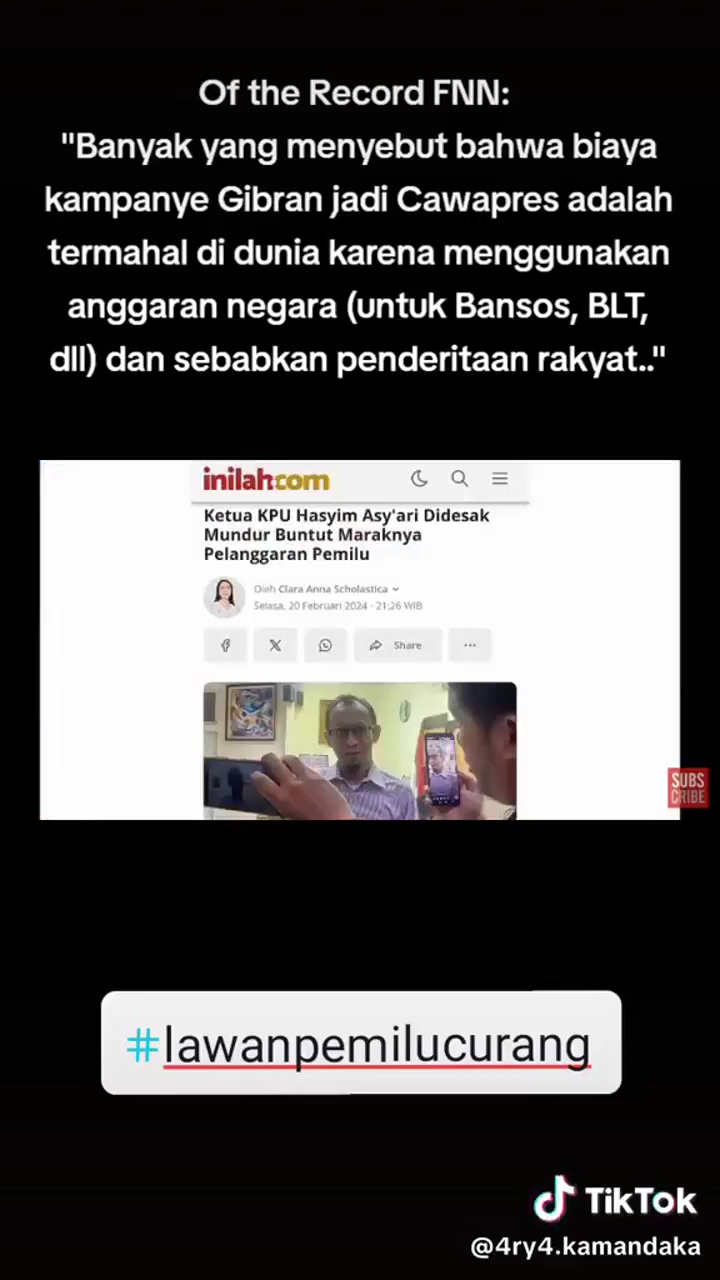 Of the Record FNN:
"Banyak yang menyebut bahwa biaya
kampanye Gibran jadi Cawapres adalah
termahal di dunia karena menggunakan
anggaran negara (untuk Bansos, BLT,
dll) dan sebabkan penderitaan rakyat.."
inilah.com
Ketua KPU Hasyim Asy'ari Didesak
Mundur Buntut Maraknya
Pelanggaran Pemilu
Oleh Clara Anna Scholastica
Selasa, 20 Februari 2024 - 21:26 WIB
Share
SUBS
CRIBE
#lawanpemilucurang
TikTok
@4ry4.kamandaka